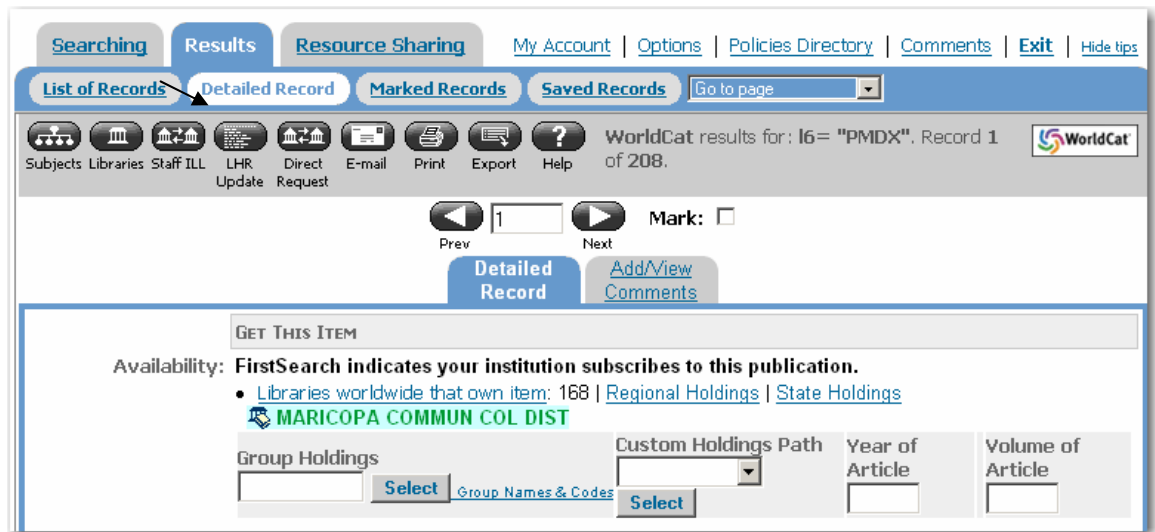 Searching Results Resource Sharing My Account | Options | Policies Directory | Comments | Exit | Hide tips
List of Records Detailed Record Marked Records Saved Records Go to page
Subjects Libraries Staff ILL LHR Update Direct Request E-mail Print Export Help
WorldCat results for: l6= "PMDX". Record 1
of 208.
WorldCat
1 Mark:
Prev Next
Detailed Record
Add/View Comments
GET THIS ITEM
Availability: FirstSearch indicates your institution subscribes to this publication.
• Libraries worldwide that own item: 168 | Regional Holdings | State Holdings
MARICOPA COMMUN COL DIST
Group Holdings
Select Group Names & Codes
Custom Holdings Path
Select
Year of Article
Volume of Article